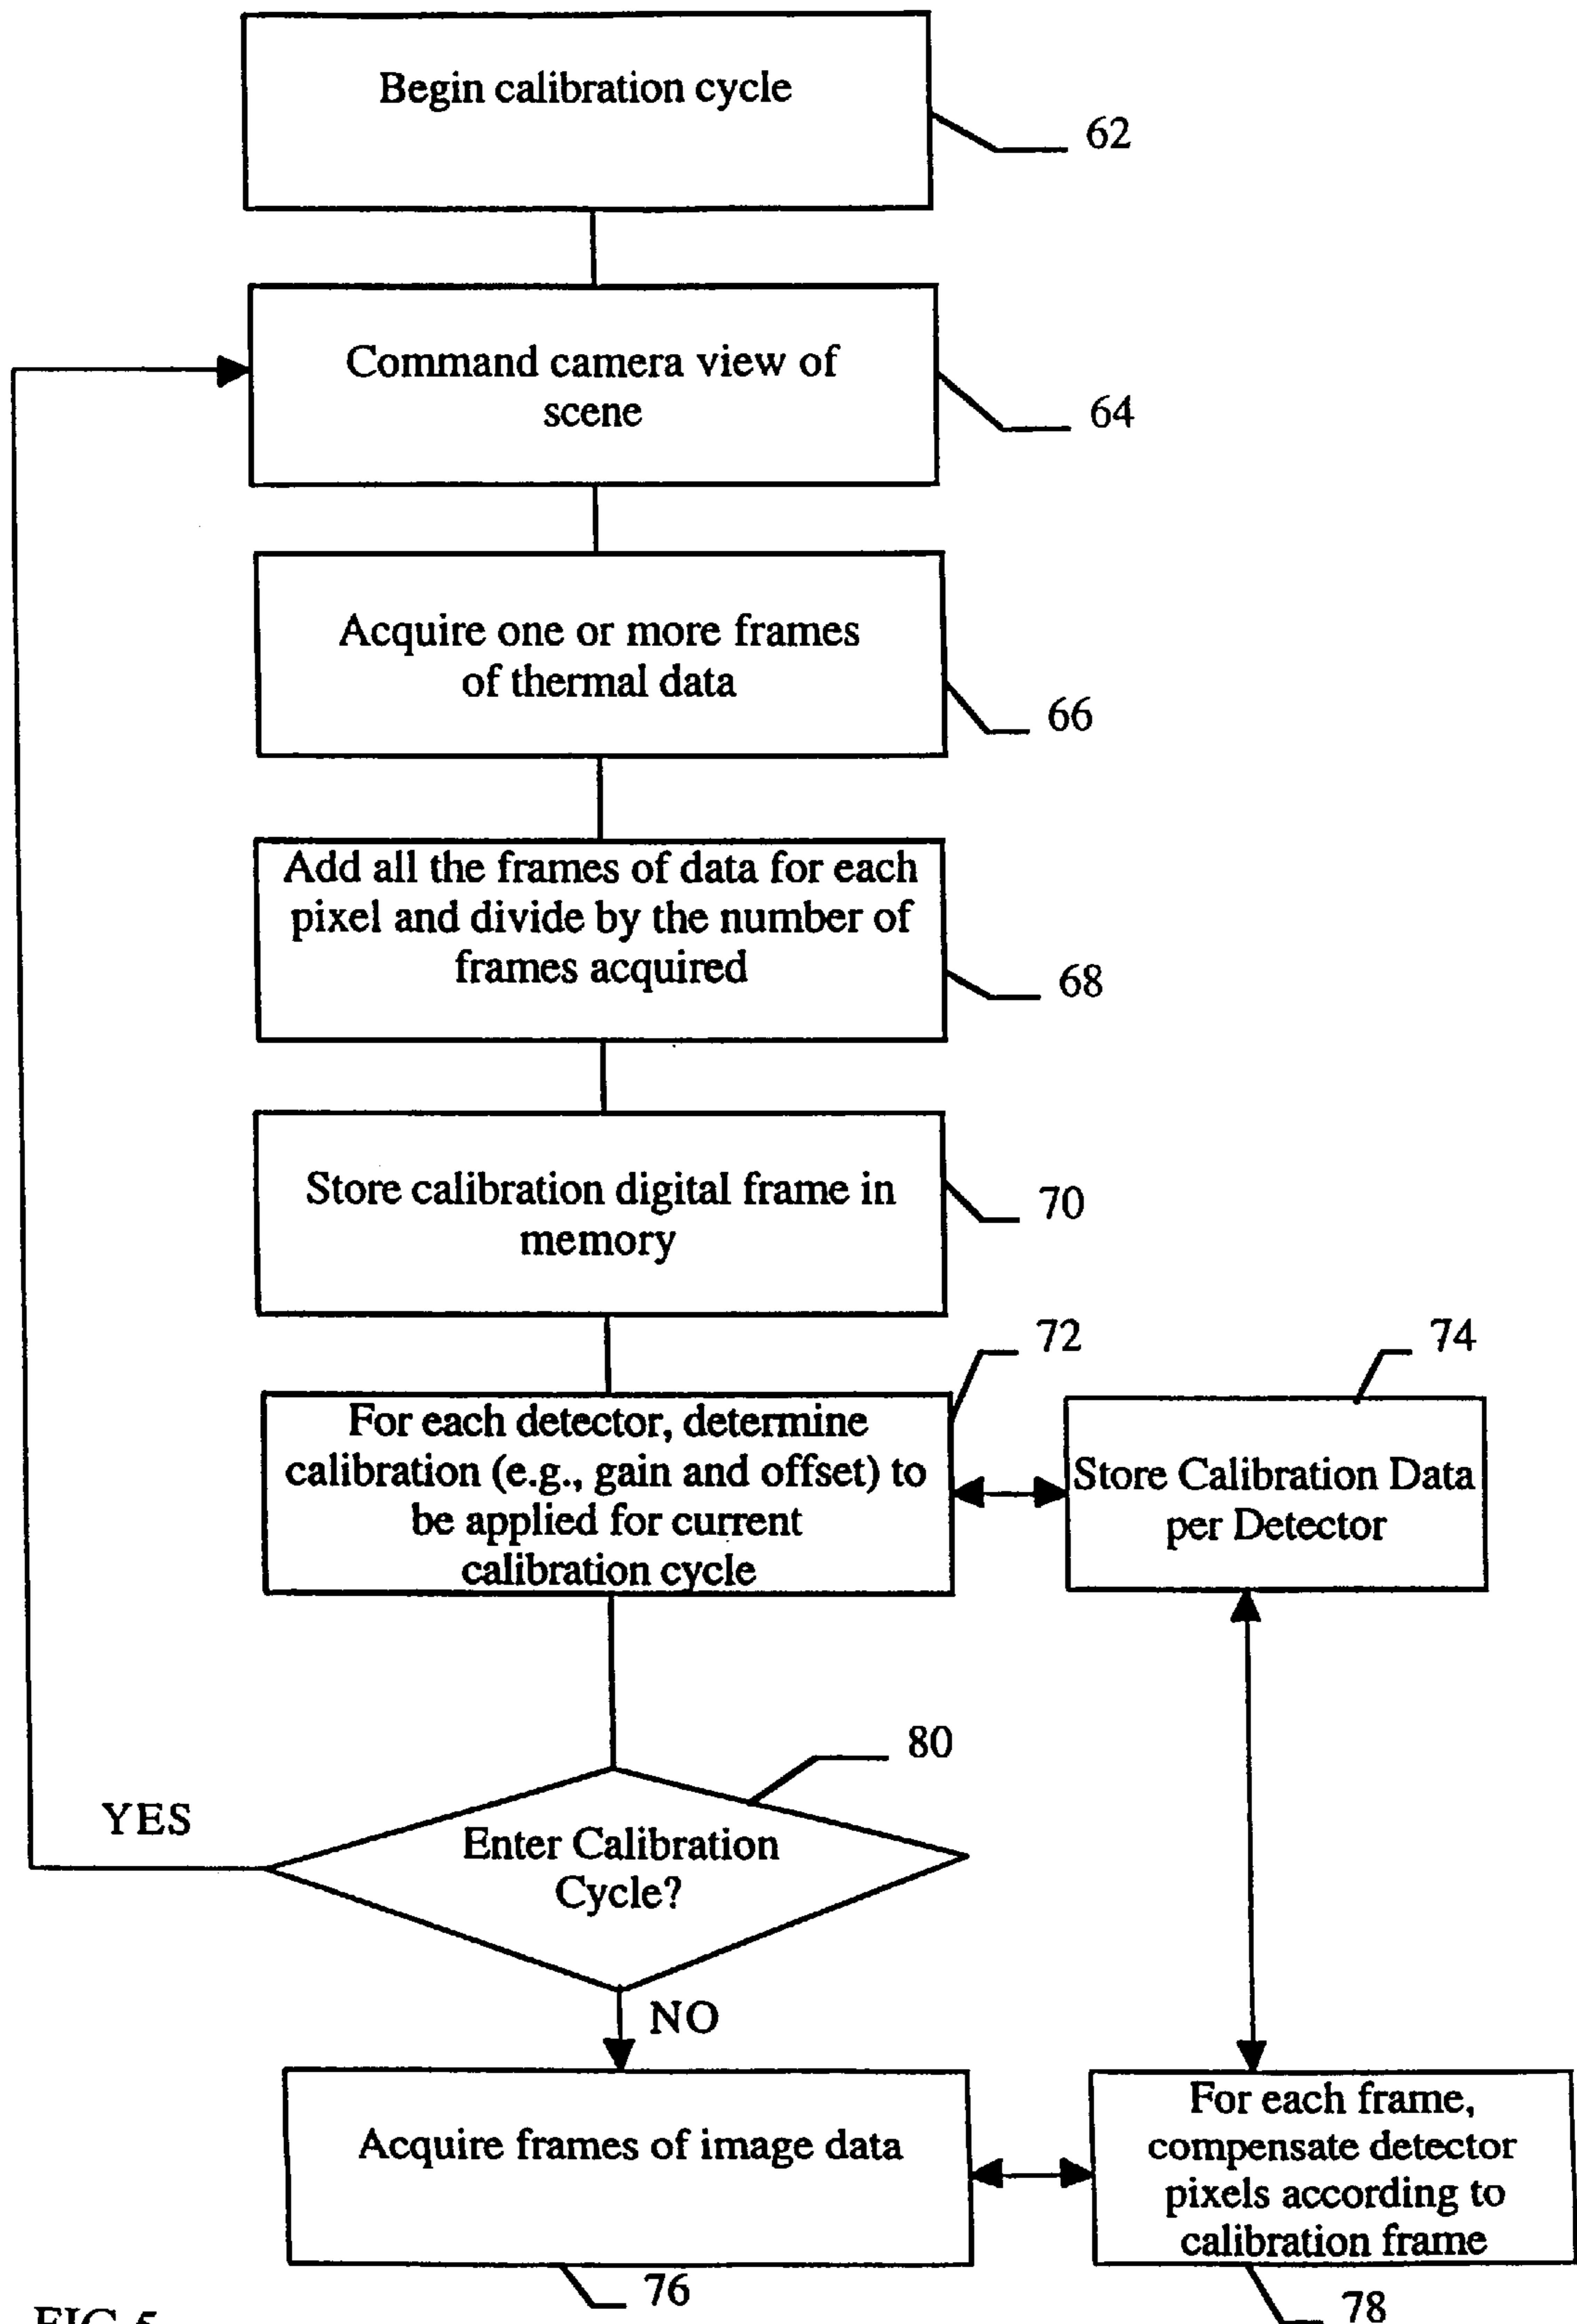 Begin calibration cycle
62
Command camera view of
scene
64
Acquire one or more frames
of thermal data
66
Add all the frames of data for each
pixel and divide by the number of
frames acquired
68
Store calibration digital frame in
memory
70
72
74
For each detector, determine
calibration (e.g., gain and offset) to
be applied for current
calibration cycle
Store Calibration Data
per Detector
80
YES
Enter Calibration
Cycle?
NO
Acquire frames of image data
For each frame,
compensate detector
pixels according to
calibration frame
76
78
FIG 5